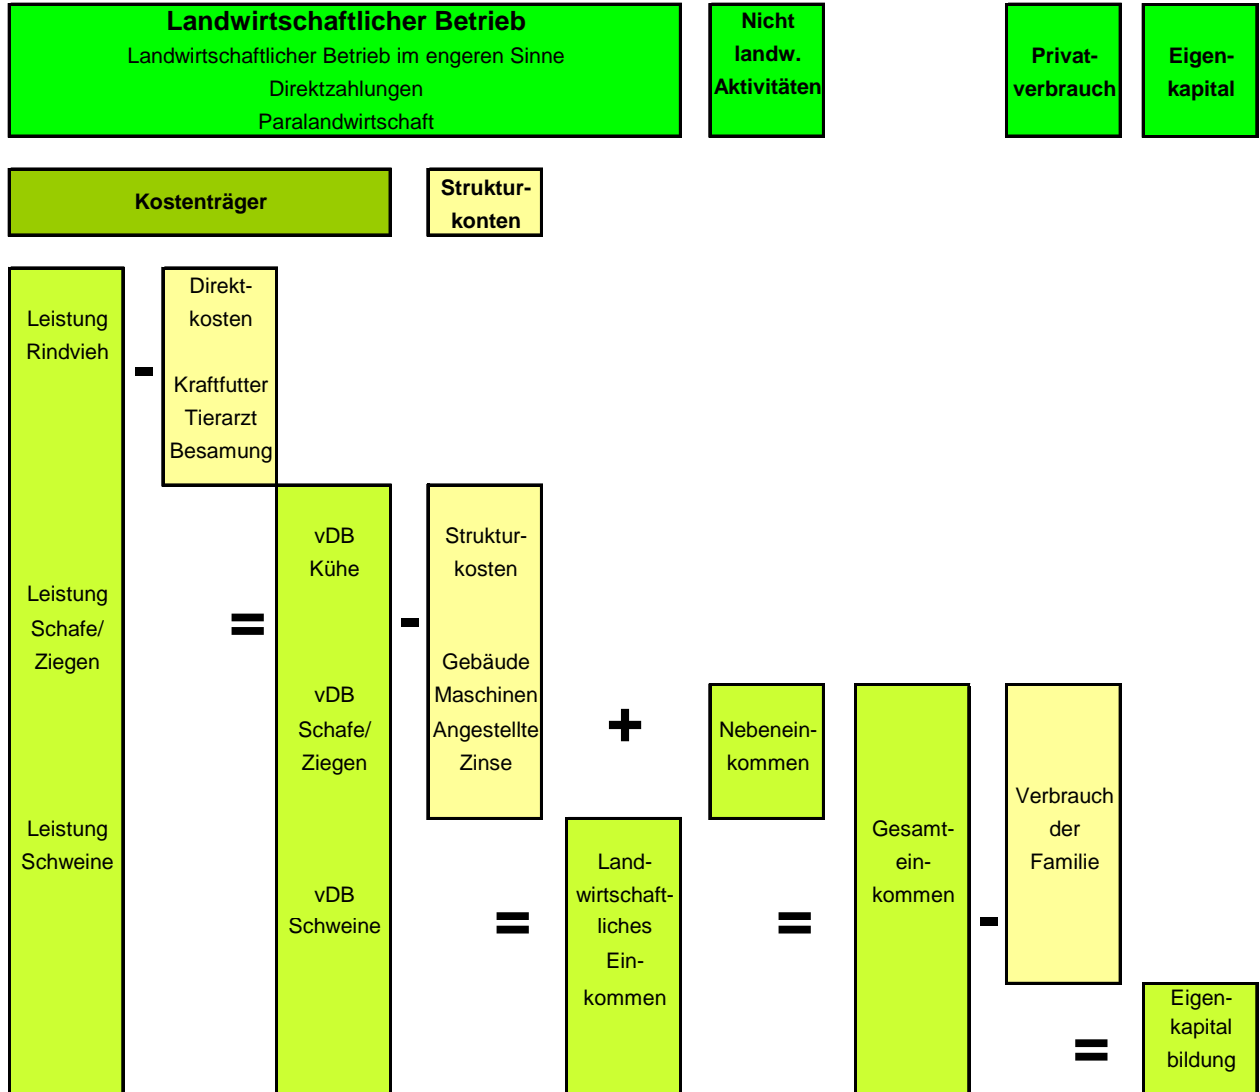 Landwirtschaftlicher Betrieb
Landwirtschaftlicher Betrieb im engeren Sinne
Direktzahlungen
Paralandwirtschaft
Nicht
landw.
Aktivitäten
Privat-
verbrauch
Eigen-
kapital
Kostenträger
Struktur-
konten
Leistung
Rindvieh
Leistung
Schafe/
Ziegen
Leistung
Schweine
-
Direkt-
kosten
Kraftfutter
Tierarzt
Besamung
=
vDB
Kühe
vDB
Schafe/
Ziegen
vDB
Schweine
-
Struktur-
kosten
Gebäude
Maschinen
Angestellte
Zinse
=
Land-
wirtschaft-
liches
Ein-
kommen
+
Nebenein-
kommen
=
Gesamt-
ein-
kommen
-
Verbrauch
der
Familie
=
Eigen-
kapital
bildung